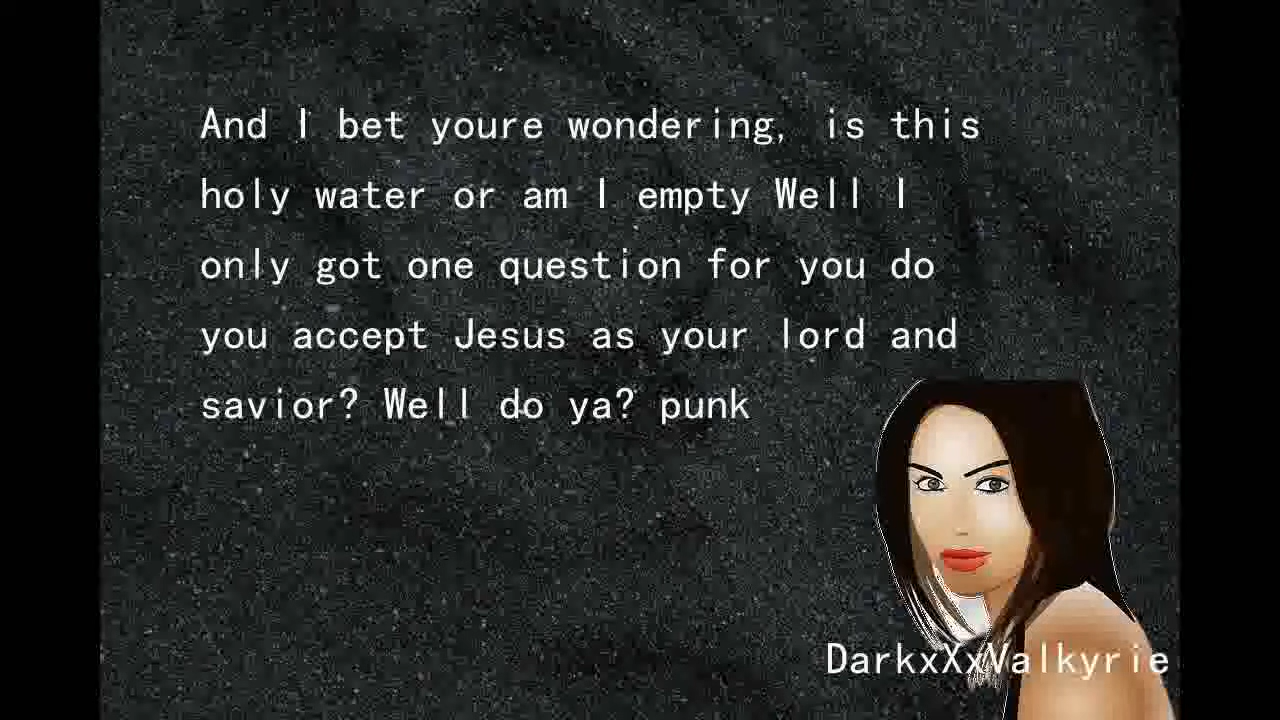 And I bet youre wondering, is this
holy water or am I empty Well I
only got one question for you do
you accept Jesus as your lord and
savior? Well do ya? punk
DarkxXxValkyrie